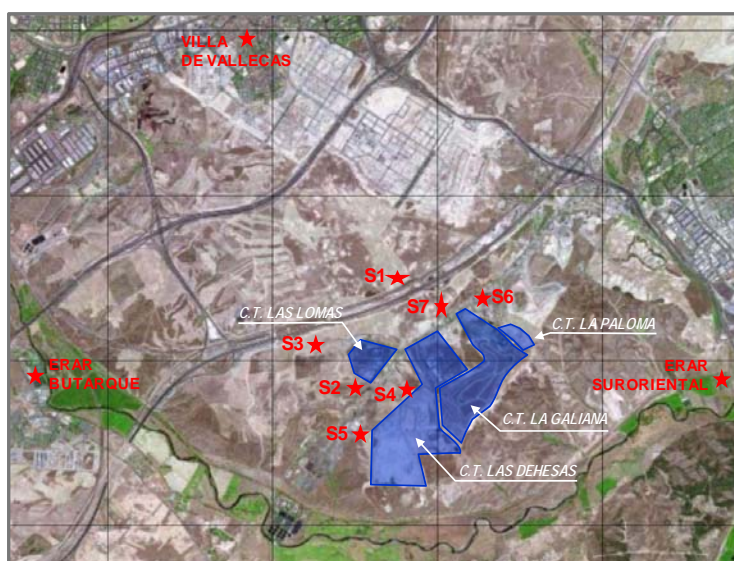 VILLA
DE VALLECAS
S1
S6
S7
C.T. LAS LOMAS
C.T. LA PALOMA
S3
ERAR
BUTARQUE
ERAR
SURORIENTAL
S2
S4
C.T. LA GALIANA
S5
C.T. LAS DEHESAS